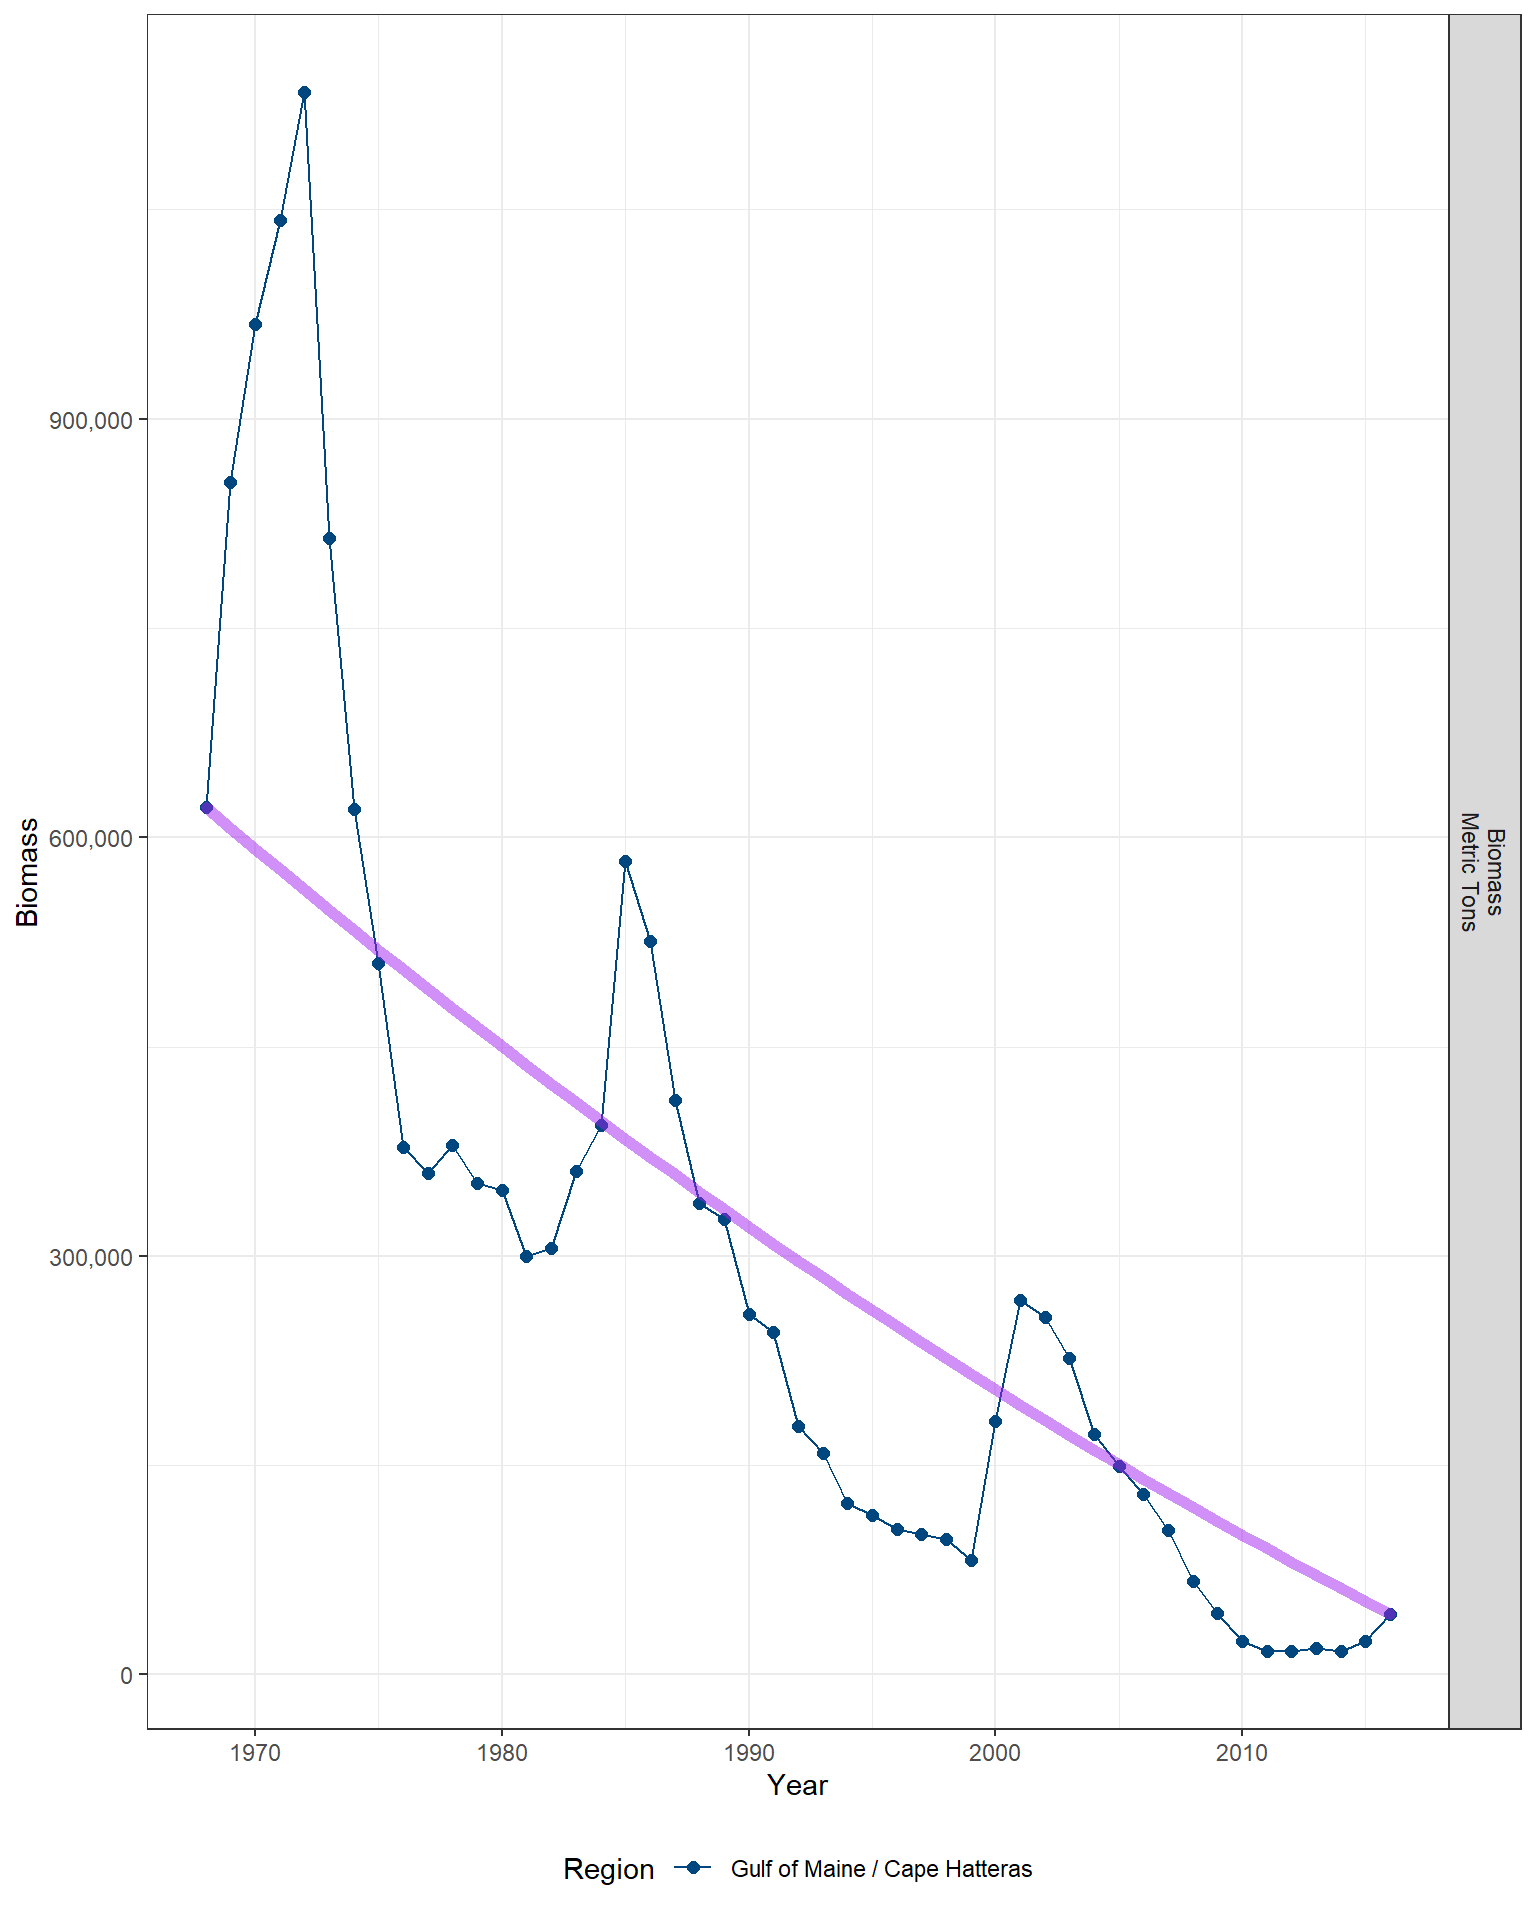 900,000
600,000
300,000
0
Biomass
Biomass
Metric Tons
1970
1980
1990
2000
2010
Year
Region
Gulf of Maine / Cape Hatteras